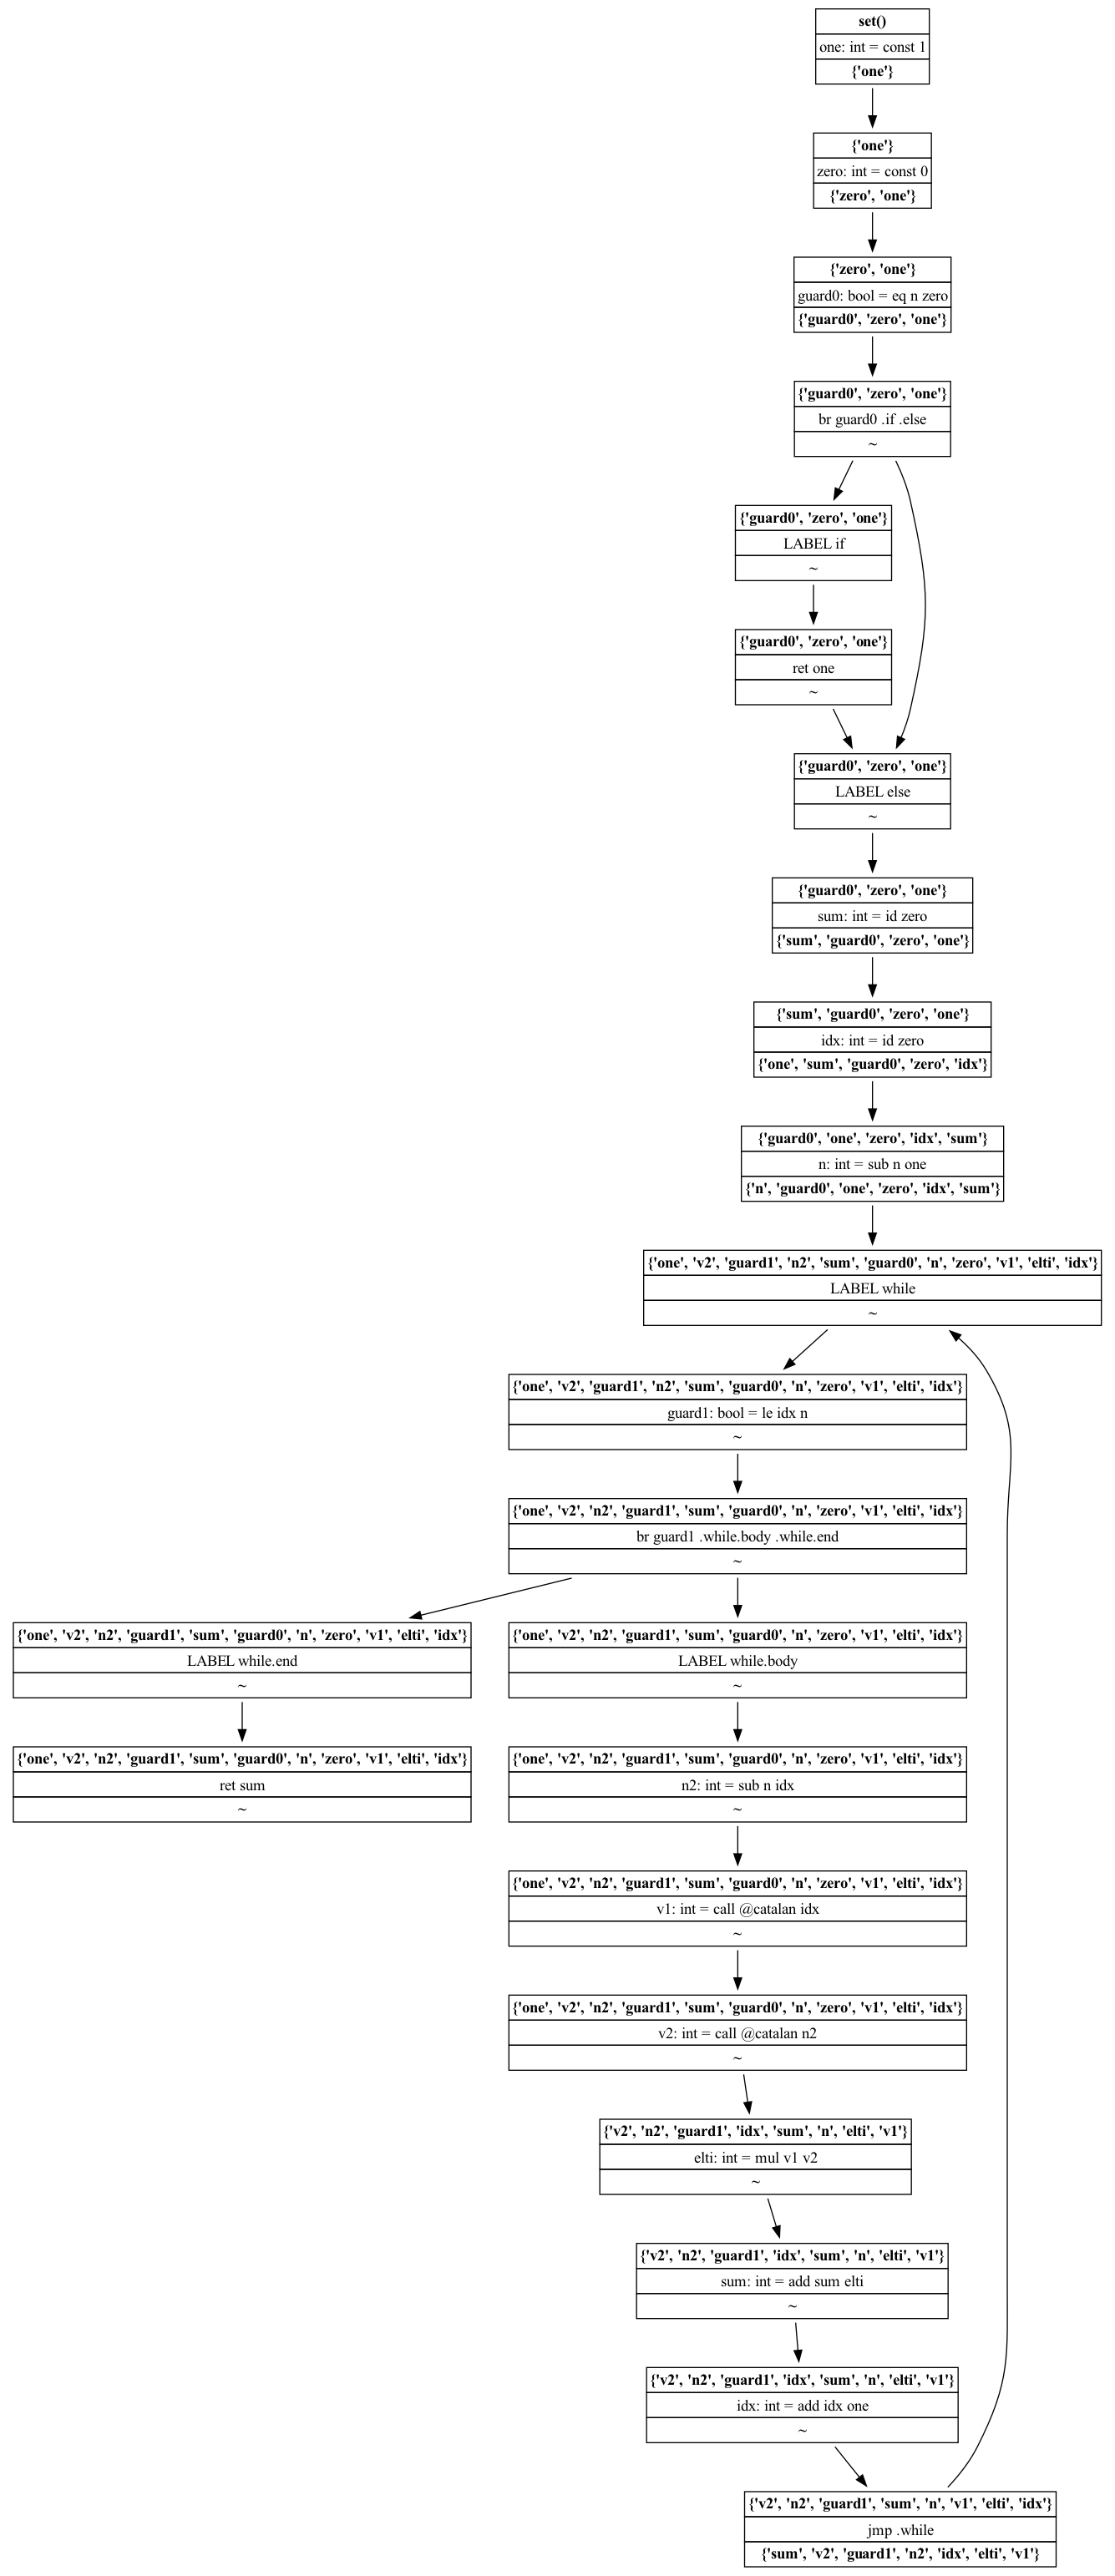 set()
one: int = const 1
{'one'}
{'one'}
zero: int = const 0
{'zero', 'one'}
{'zero', 'one'}
guard0: bool = eq n zero
{'guard0', 'zero', 'one'}
{'guard0', 'zero', 'one'}
br guard0 .if .else
~
{'guard0', 'zero', 'one'}
LABEL if
~
{'guard0', 'zero', 'one'}
ret one
~
{'guard0', 'zero', 'one'}
LABEL else
~
{'guard0', 'zero', 'one'}
sum: int = id zero
{'sum', 'guard0', 'zero', 'one'}
{'sum', 'guard0', 'zero', 'one'}
idx: int = id zero
{'one', 'sum', 'guard0', 'zero', 'idx'}
{'guard0', 'one', 'zero', 'idx', 'sum'}
n: int = sub n one
{'n', 'guard0', 'one', 'zero', 'idx', 'sum'}
{'one', 'v2', 'guard1', 'n2', 'sum', 'guard0', 'n', 'zero', 'v1', 'elti', 'idx'}
LABEL while
~
{'one', 'v2', 'guard1', 'n2', 'sum', 'guard0', 'n', 'zero', 'v1', 'elti', 'idx'}
guard1: bool = le idx n
~
{'one', 'v2', 'n2', 'guard1', 'sum', 'guard0', 'n', 'zero', 'v1', 'elti', 'idx'}
br guard1 .while.body .while.end
~
{'one', 'v2', 'n2', 'guard1', 'sum', 'guard0', 'n', 'zero', 'v1', 'elti', 'idx'}
LABEL while.end
~
{'one', 'v2', 'n2', 'guard1', 'sum', 'guard0', 'n', 'zero', 'v1', 'elti', 'idx'}
ret sum
~
{'one', 'v2', 'n2', 'guard1', 'sum', 'guard0', 'n', 'zero', 'v1', 'elti', 'idx'}
LABEL while.body
~
{'one', 'v2', 'n2', 'guard1', 'sum', 'guard0', 'n', 'zero', 'v1', 'elti', 'idx'}
n2: int = sub n idx
~
{'one', 'v2', 'n2', 'guard1', 'sum', 'guard0', 'n', 'zero', 'v1', 'elti', 'idx'}
v1: int = call @catalan idx
~
{'one', 'v2', 'n2', 'guard1', 'sum', 'guard0', 'n', 'zero', 'v1', 'elti', 'idx'}
v2: int = call @catalan n2
~
{'v2', 'n2', 'guard1', 'idx', 'sum', 'n', 'elti', 'v1'}
elti: int = mul v1 v2
~
{'v2', 'n2', 'guard1', 'idx', 'sum', 'n', 'elti', 'v1'}
sum: int = add sum elti
~
{'v2', 'n2', 'guard1', 'idx', 'sum', 'n', 'elti', 'v1'}
idx: int = add idx one
~
{'v2', 'n2', 'guard1', 'sum', 'n', 'v1', 'elti', 'idx'}
jmp .while
{'sum', 'v2', 'guard1', 'n2', 'idx', 'elti', 'v1'}